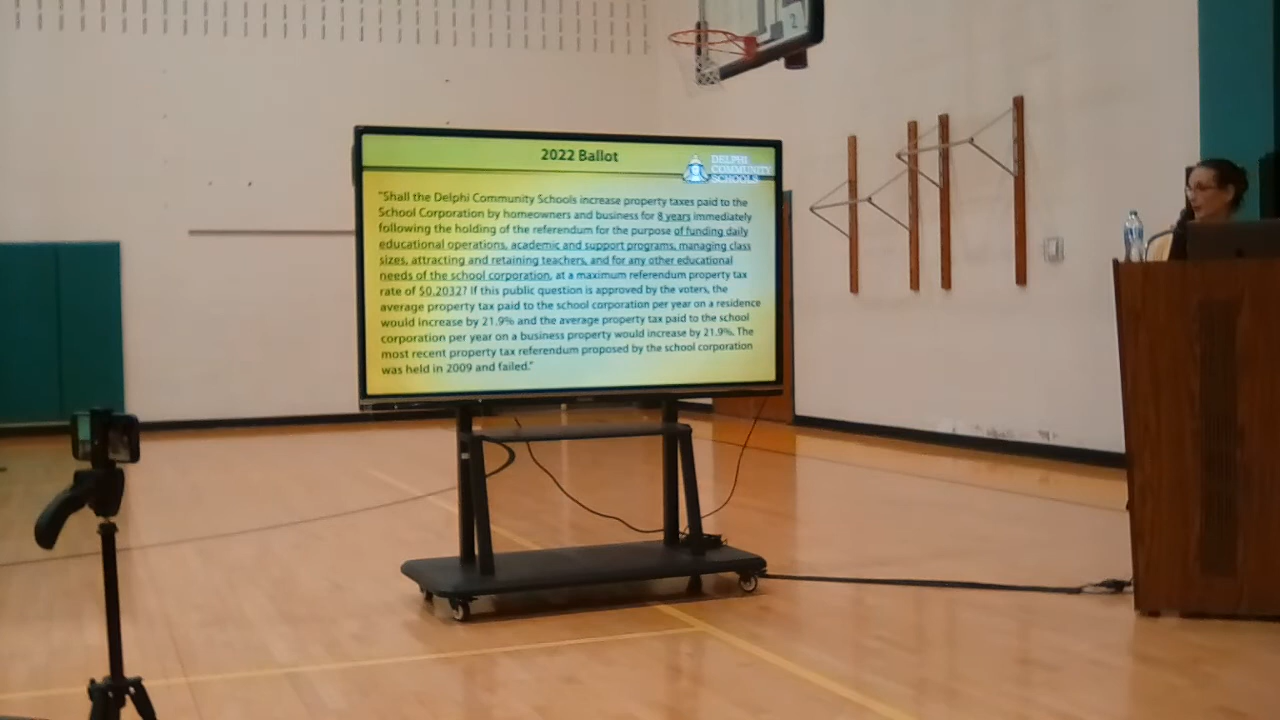 2022 Ballot
DELPHI
COMMUNITY
SCHOOLS
"Shall the Delphi Community Schools increase property taxes paid to the
School Corporation by homeowners and business for 8 years immediately
following the holding of the referendum for the purpose of funding daily
educational operations, academic and support programs, managing class
sizes, attracting and retaining teachers, and for any other educational
needs of the school corporation, at a maximum referendum property tax
rate of $0.2032? If this public question is approved by the voters, the
average property tax paid to the school corporation per year on a residence
would increase by 21.9% and the average property tax paid to the school
corporation per year on a business property would increase by 21.9%. The
most recent property tax referendum proposed by the school corporation
was held in 2009 and failed."